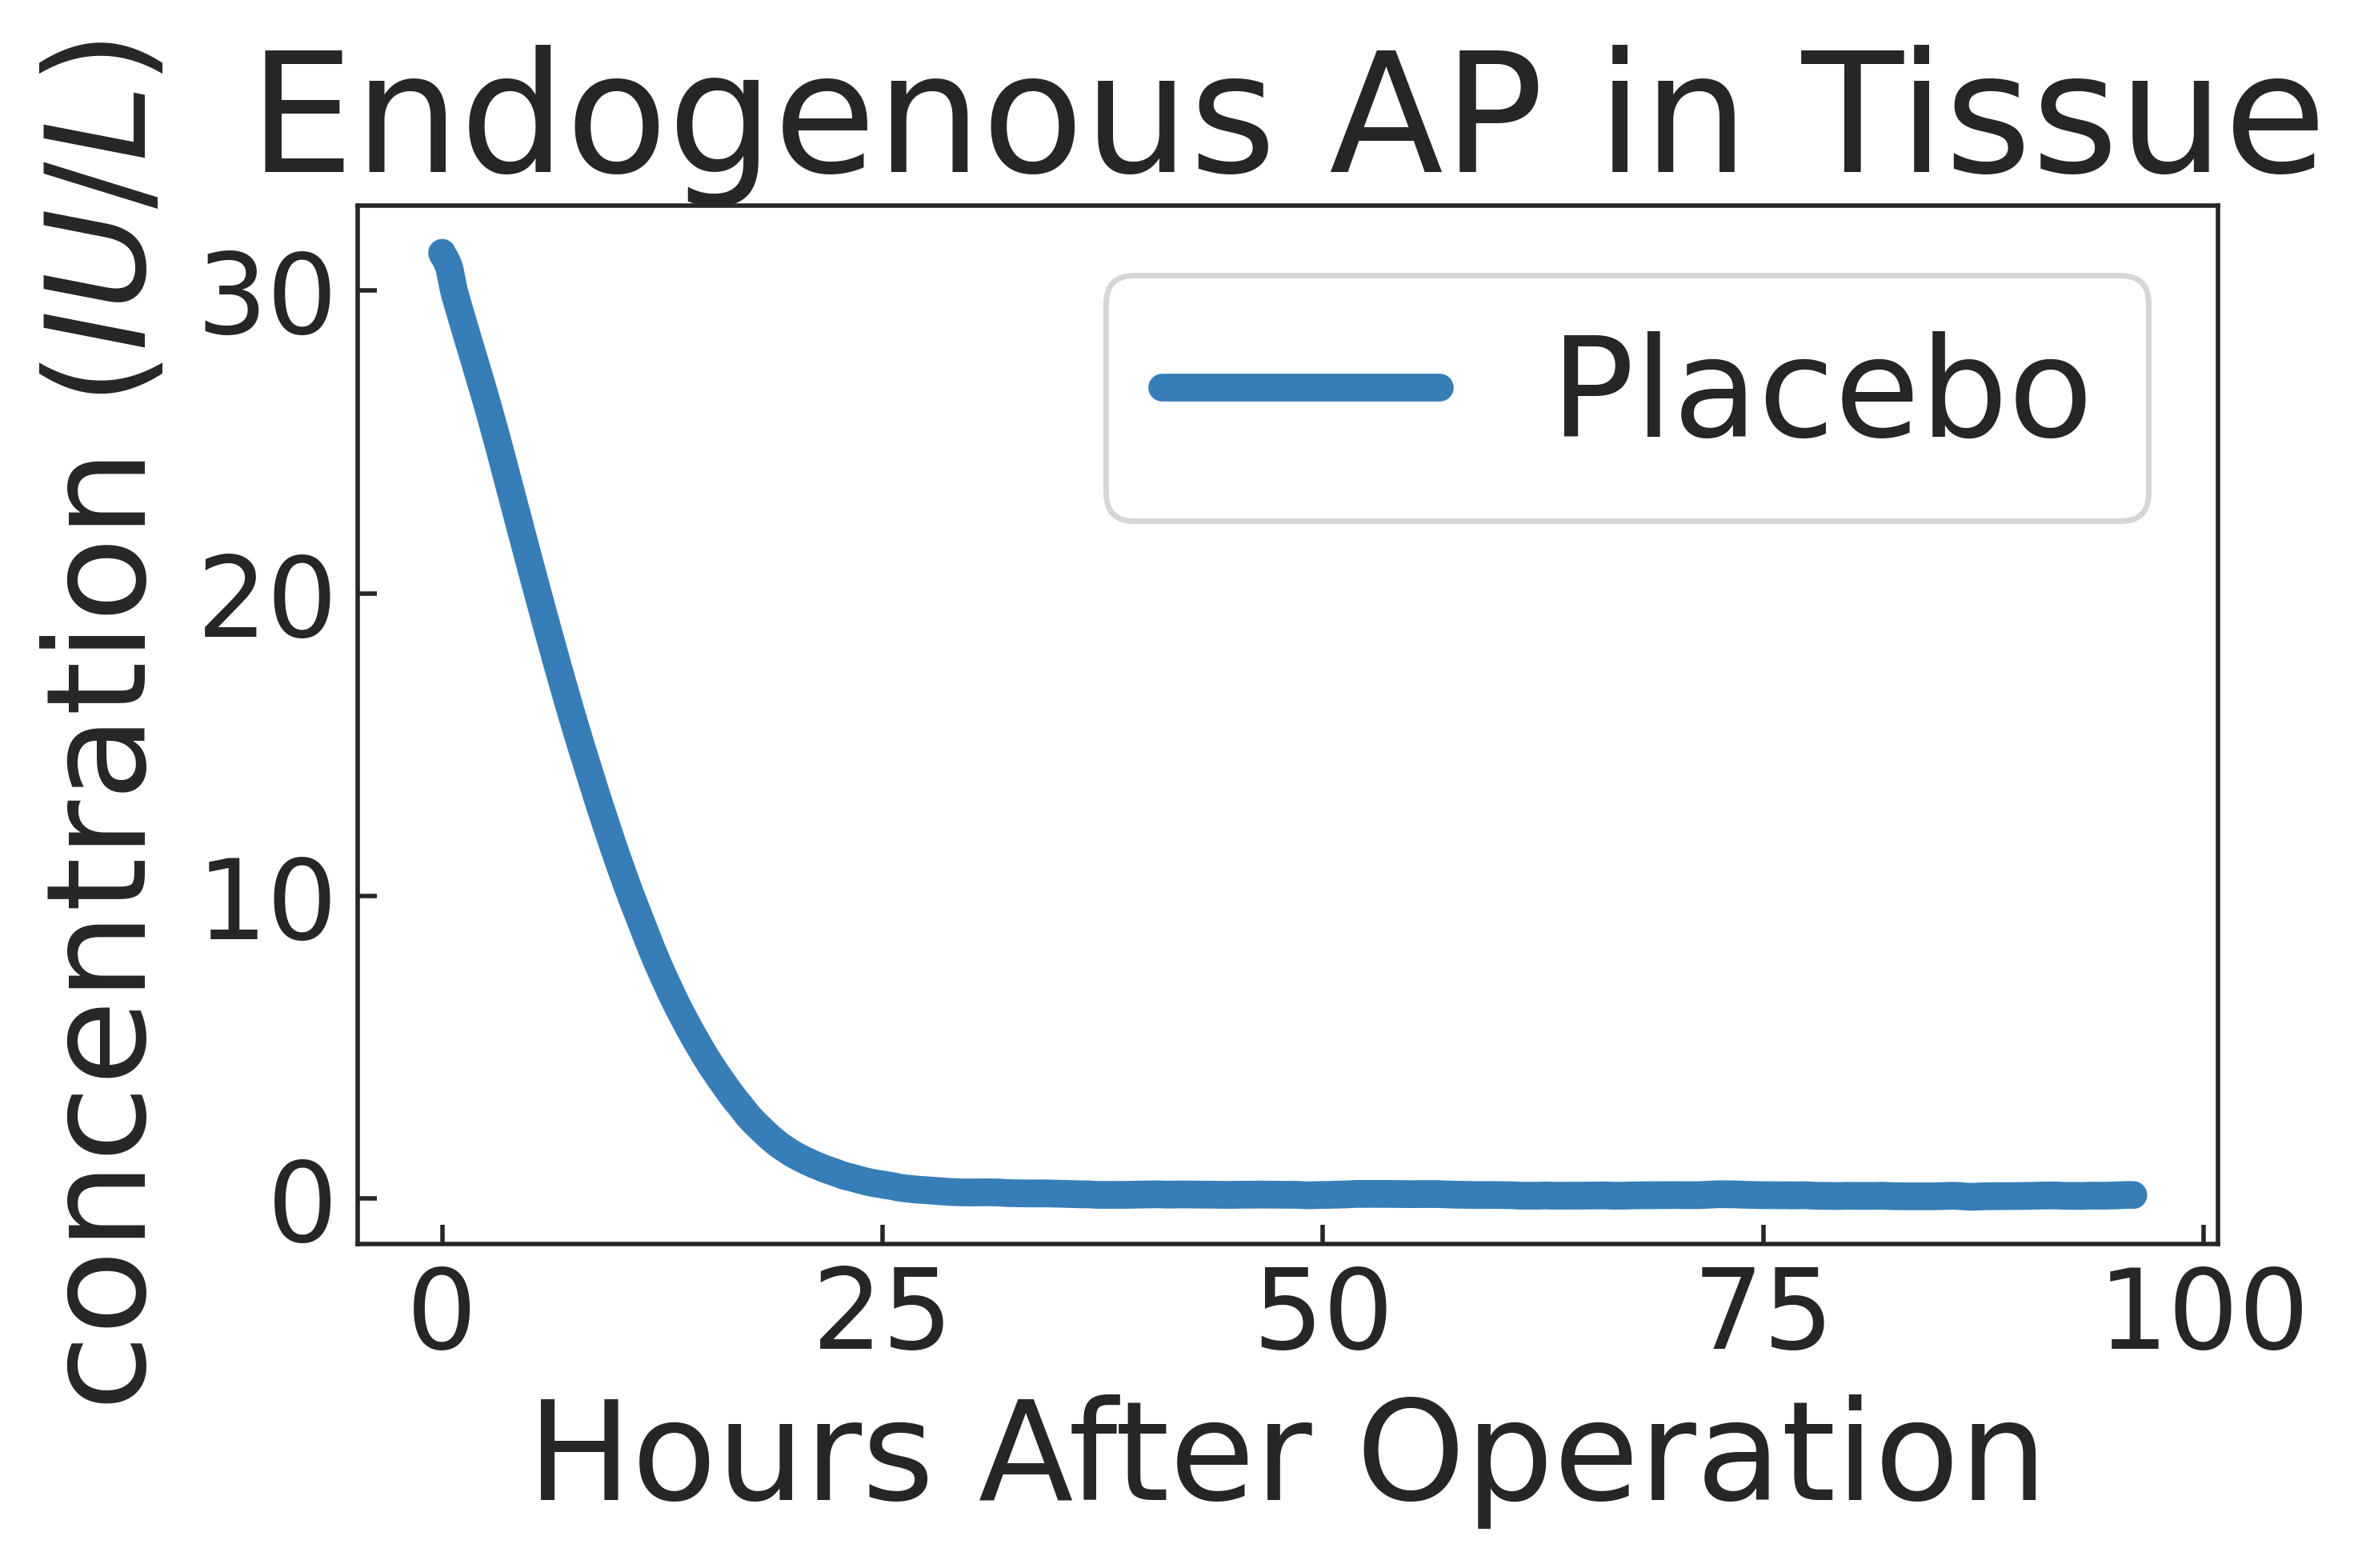 Endogenous AP in Tissue
concentration (IU/L)
30
20
10
0
Placebo
0 25 50 75 100
Hours After Operation